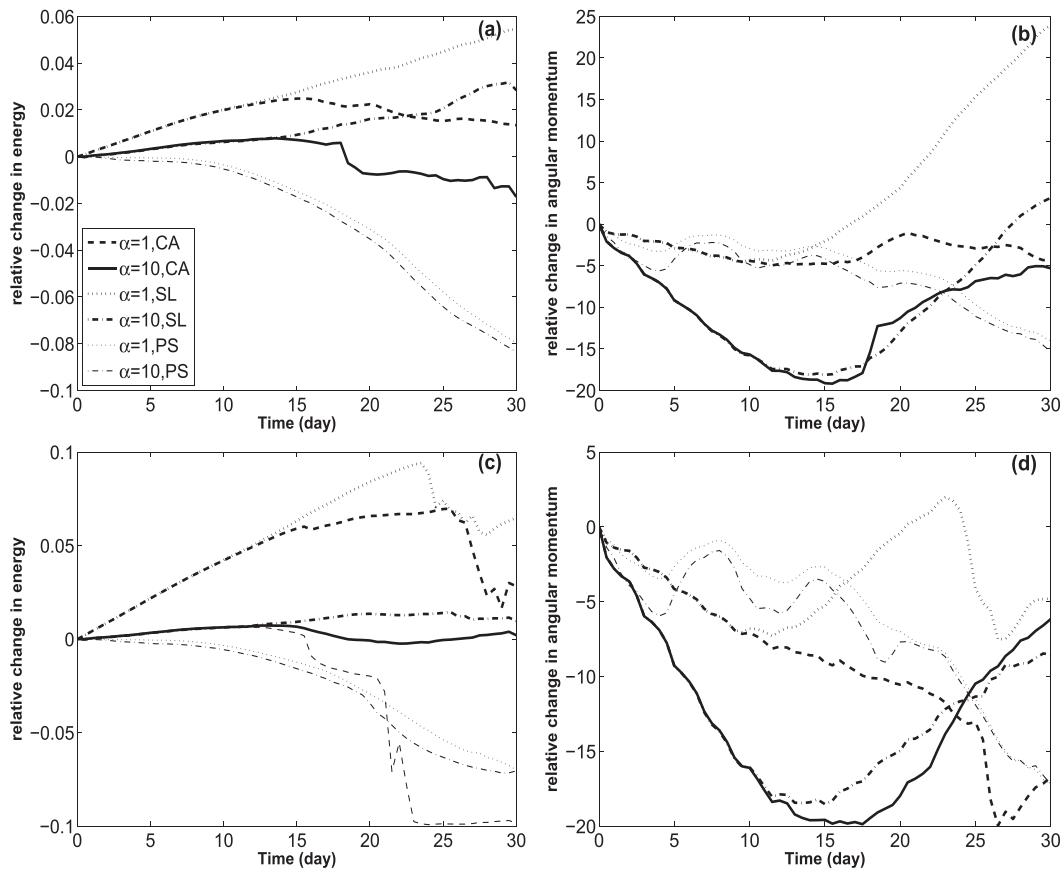 (a)
relative change in energy
0.06
0.04
0.02
0
−0.02
−0.04
−0.06
−0.08
−0.1
α=1,CA
α=10,CA
α=1,SL
α=10,SL
α=1,PS
α=10,PS
0 5 10 15 20 25 30
Time (day)
(b)
relative change in angular momentum
25
20
15
10
5
0
−5
−10
−15
−20
0 5 10 15 20 25 30
Time (day)
(c)
relative change in energy
0.1
0.05
0
−0.05
−0.1
0 5 10 15 20 25 30
Time (day)
(d)
relative change in angular momentum
5
0
−5
−10
−15
−20
0 5 10 15 20 25 30
Time (day)